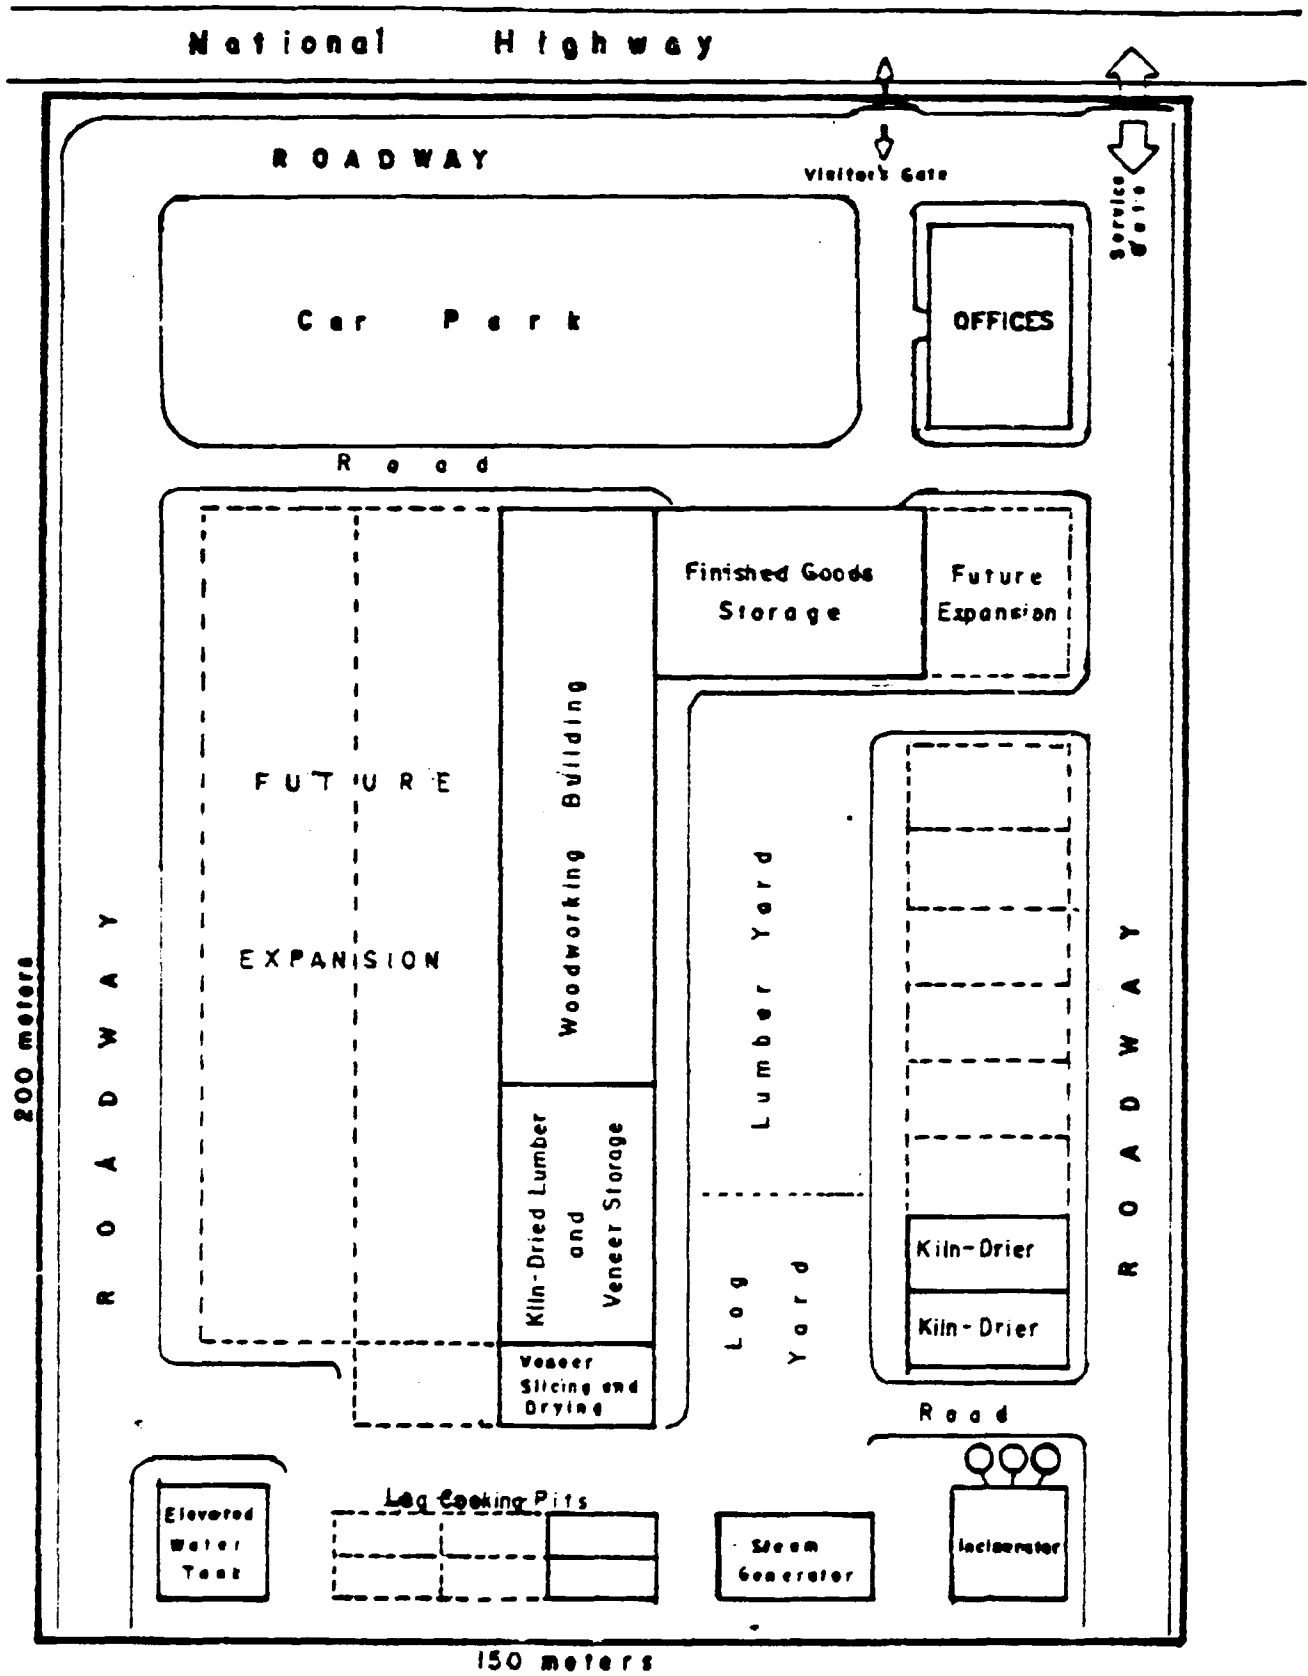 National Highway
ROADWAY
Visitor's Gate
Service
Gate
Car Park
OFFICES
Road
Finished Goods
Storage
Future
Expansion
Woodworking Building
FUTURE
EXPANSION
Lumber Yard
ROADWAY
ROADWAY
200 meters
Kiln-Dried Lumber
and
Veneer Storage
Log
Yard
Kiln-Drier
Kiln-Drier
Veneer
Slicing and
Drying
Road
Elevated
Water
Tank
Log Cooking Pits
Steam
Generator
Incinerator
150 meters